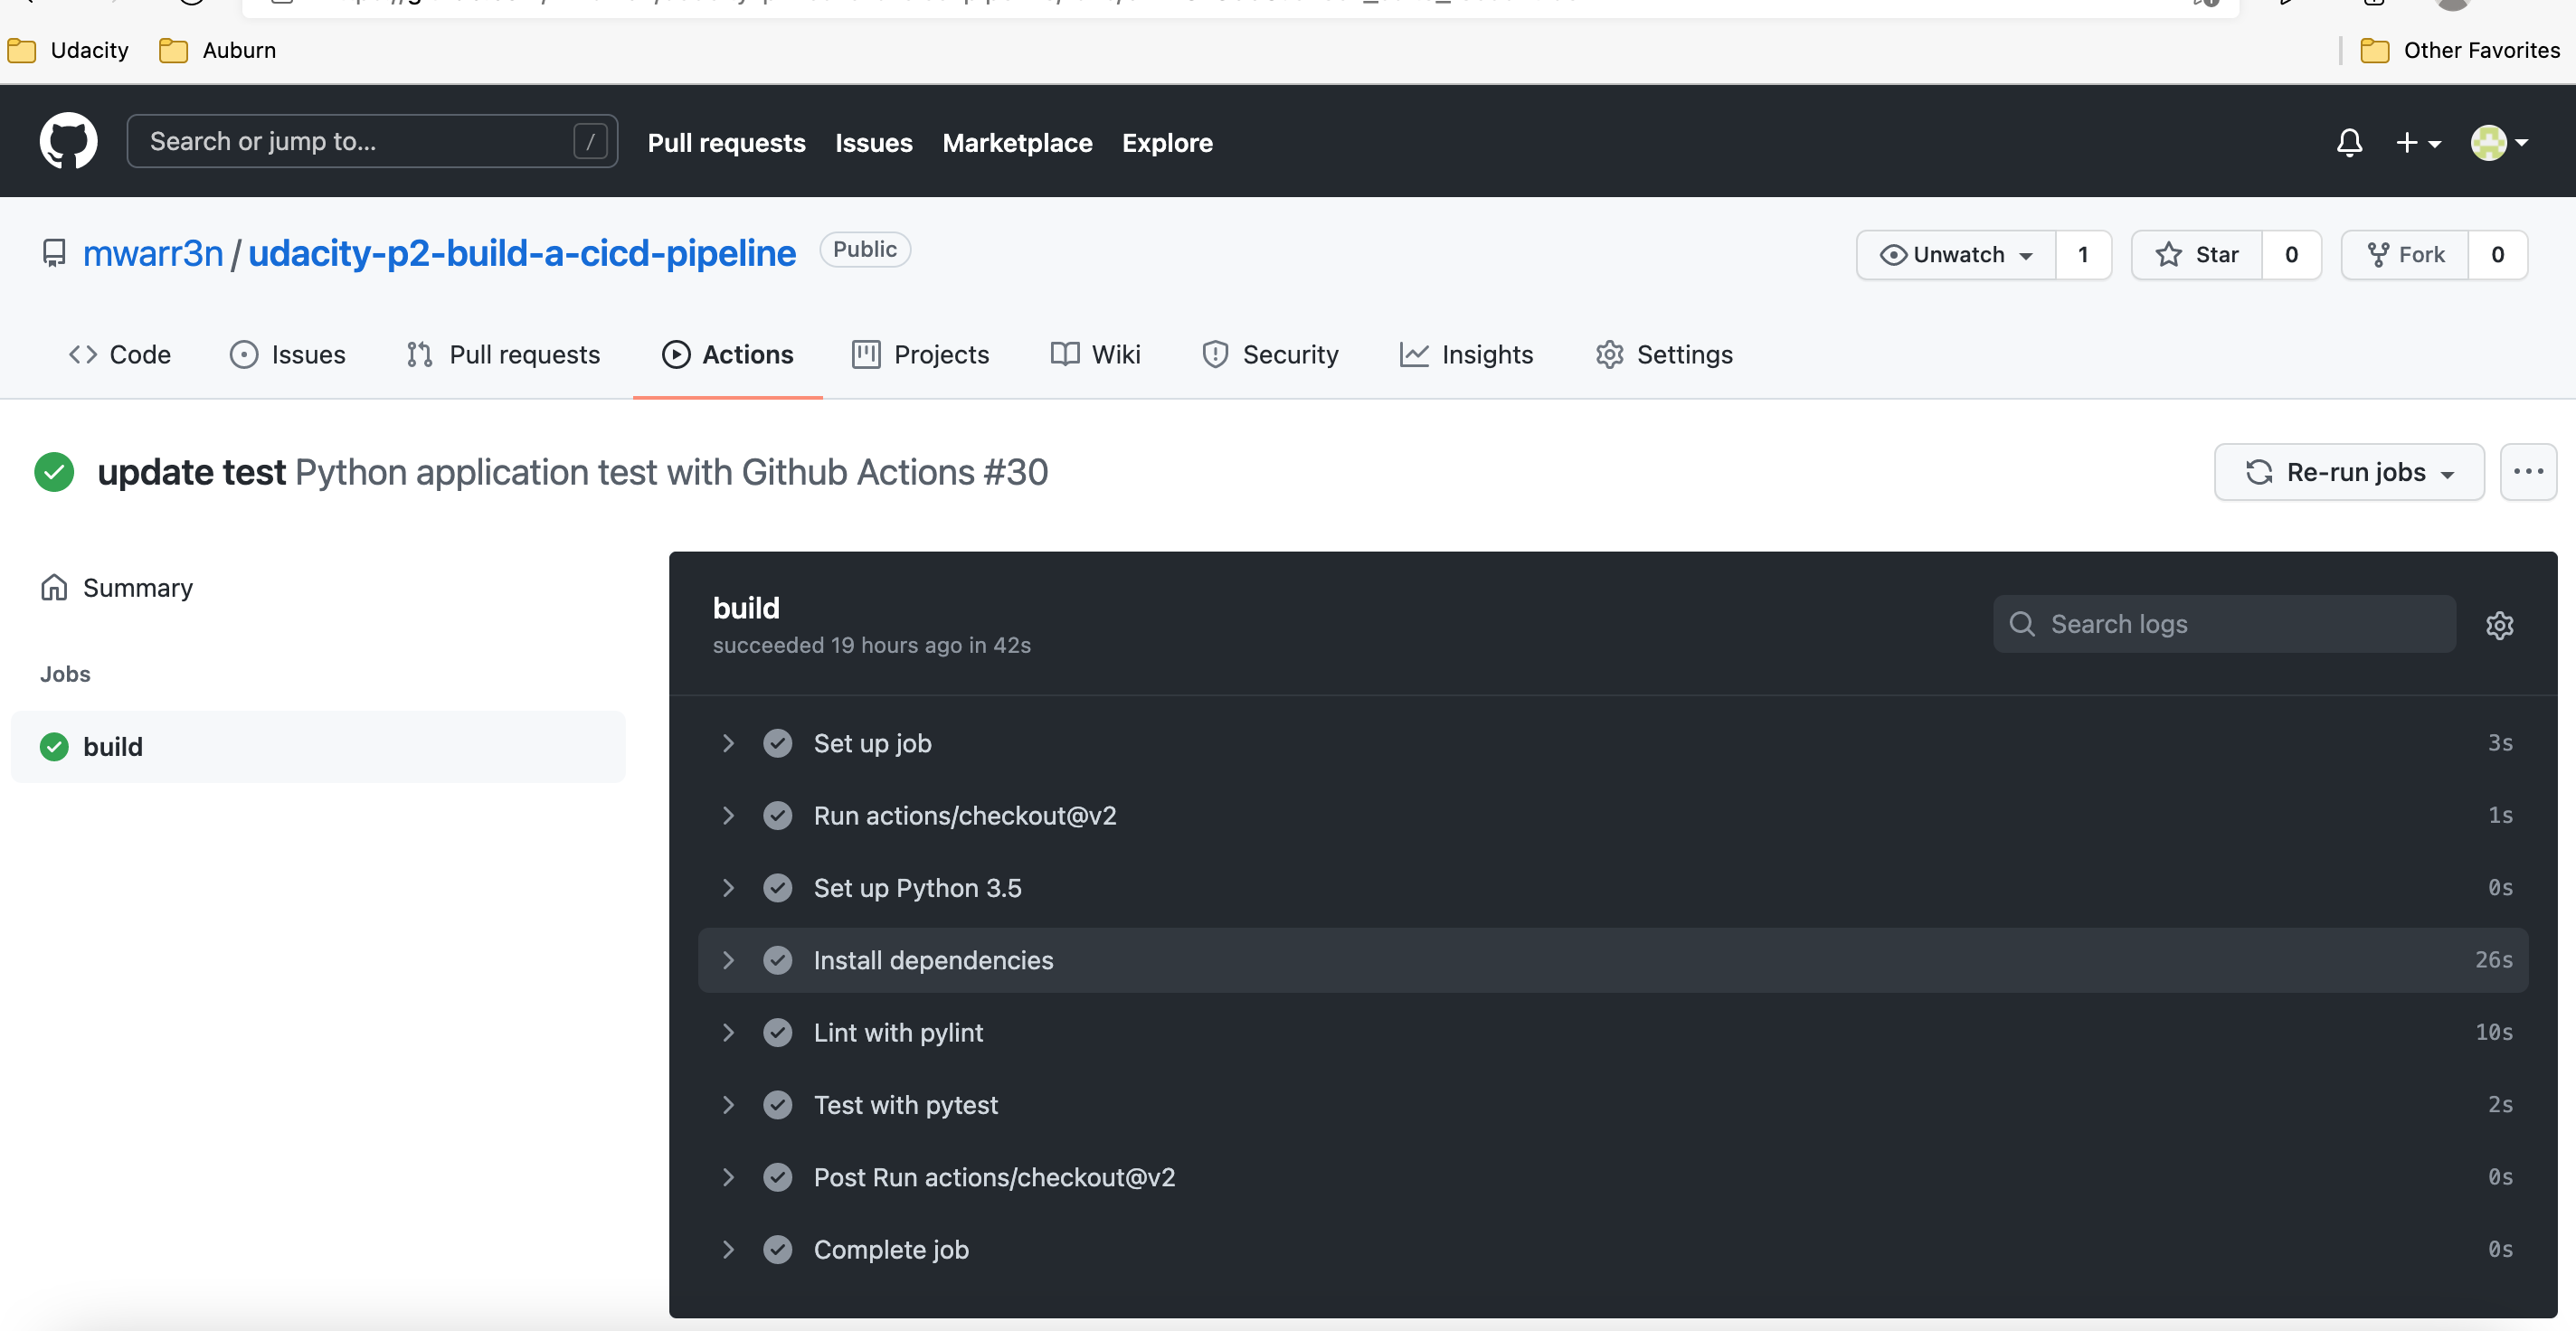 Udacity Auburn Other Favorites
Search or jump to... / Pull requests Issues Marketplace Explore
mwarr3n / udacity-p2-build-a-cicd-pipeline Public Unwatch 1 Star 0 Fork 0
Code Issues Pull requests Actions Projects Wiki Security Insights Settings
update test Python application test with Github Actions #30 Re-run jobs
Summary
Jobs
build
build
succeeded 19 hours ago in 42s
Search logs
Set up job 3s
Run actions/checkout@v2 1s
Set up Python 3.5 0s
Install dependencies 26s
Lint with pylint 10s
Test with pytest 2s
Post Run actions/checkout@v2 0s
Complete job 0s